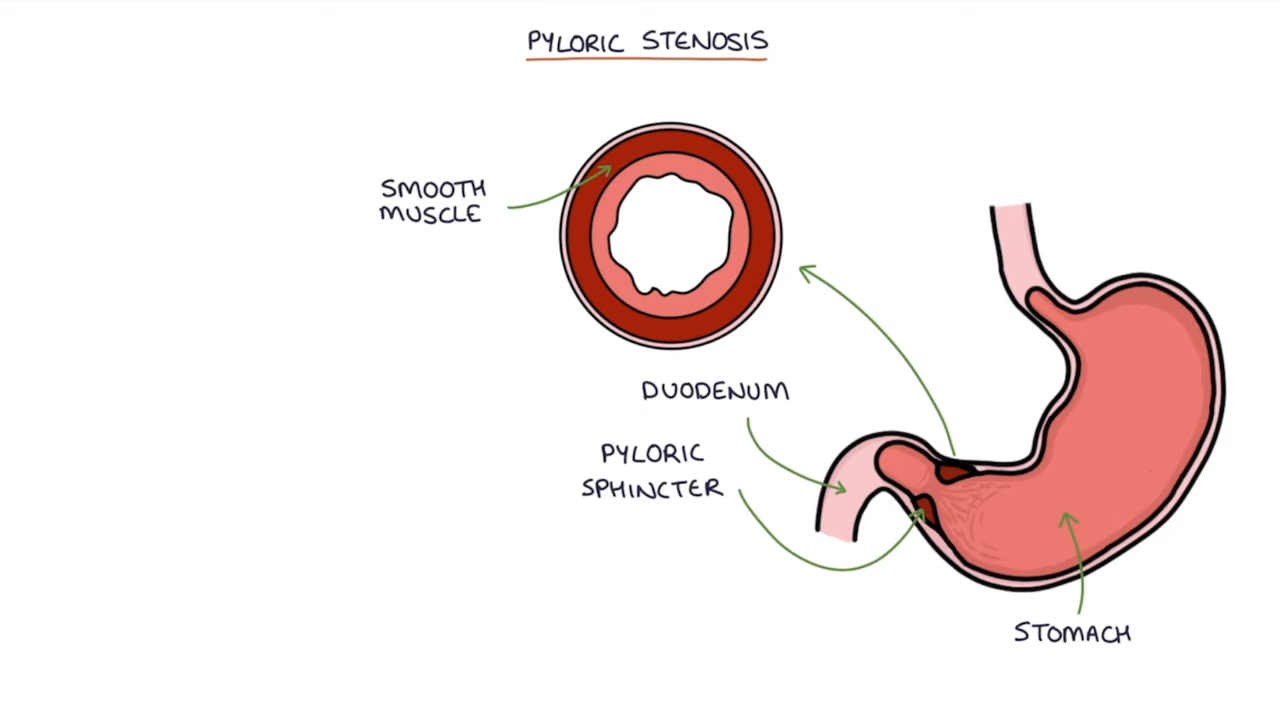 PYLORIC STENOSIS
SMOOTH
MUSCLE
DUODENUM
PYLORIC
SPHINCTER
STOMACH